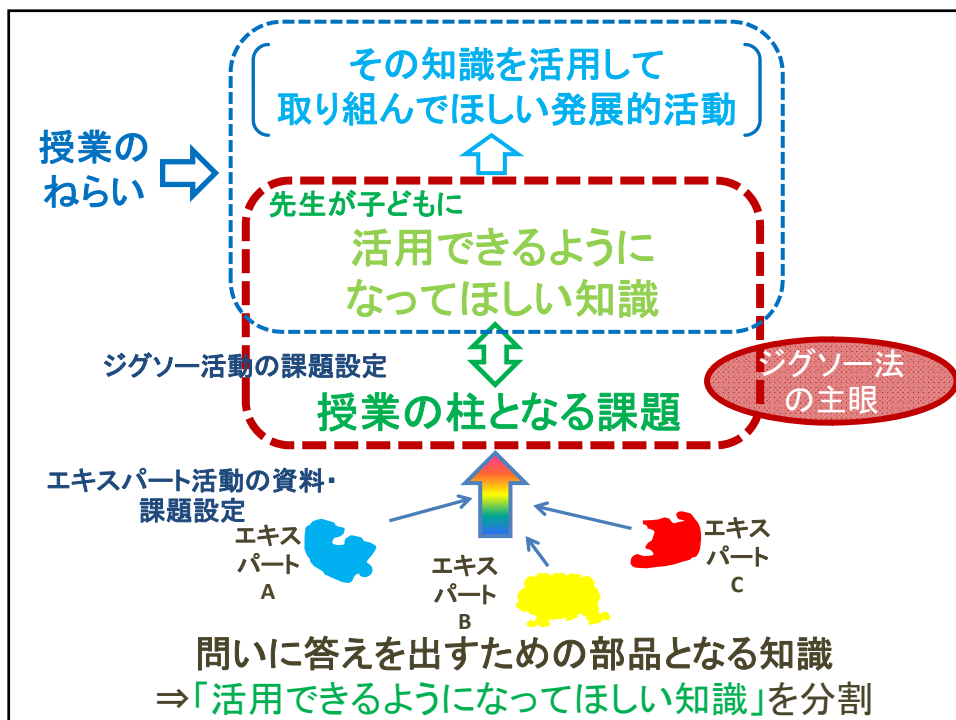 その知識を活用して
取り組んでほしい発展的活動
授業の
ねらい
先生が子どもに
活用できるように
なってほしい知識
ジグソー活動の課題設定
ジグソー法
の主眼
授業の柱となる課題
エキスパート活動の資料・
課題設定
エキス
パート
A
エキス
パート
B
エキス
パート
C
問いに答えを出すための部品となる知識
⇒「活用できるようになってほしい知識」を分割